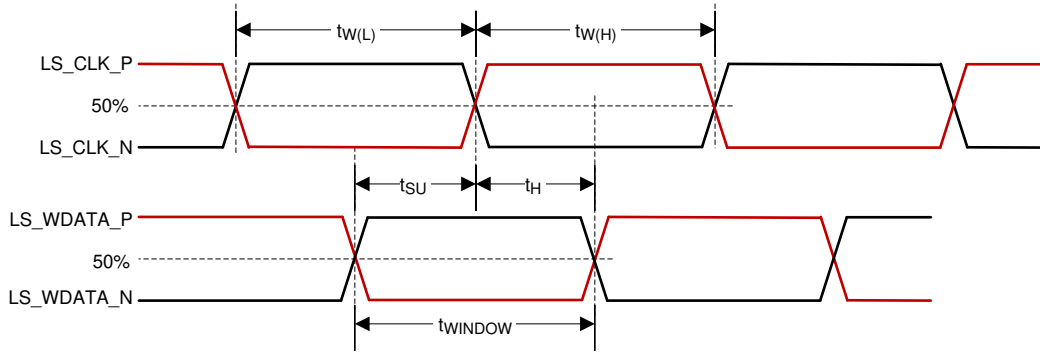 tW(L) tW(H)
LS_CLK_P
50%
LS_CLK_N
tSU tH
LS_WDATA_P
50%
LS_WDATA_N
tWINDOW